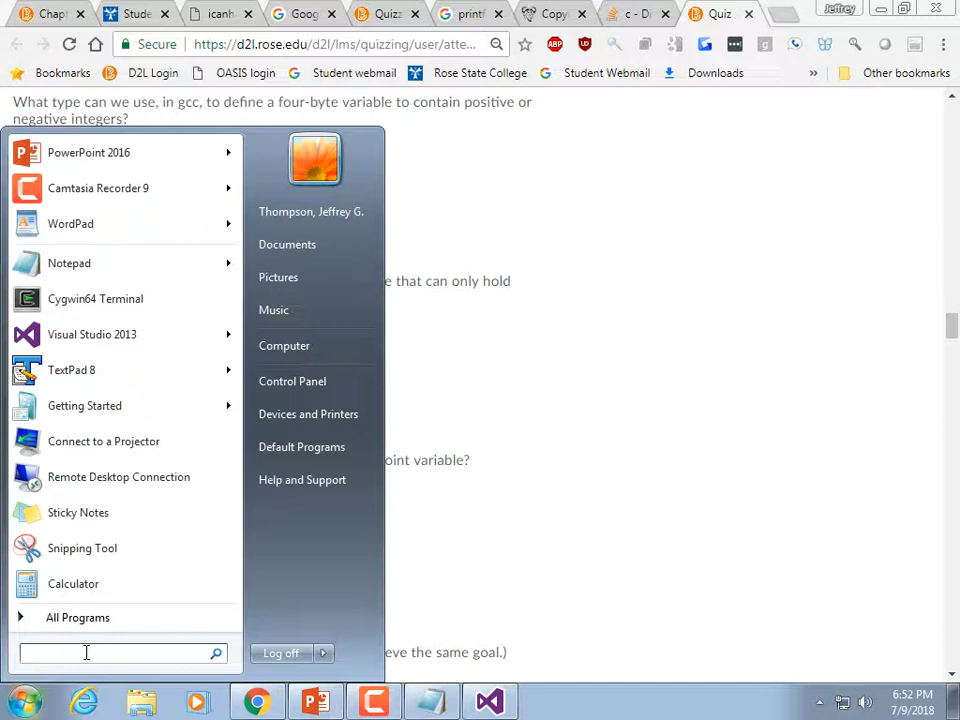 Chapt
Stude
icanh
Goog
Quizz
printf
Copy
c - Di
Quiz
Jeffrey
Secure
https://d2l.rose.edu/d2l/lms/quizzing/user/atte...
ABP
Bookmarks
D2L Login
OASIS login
Student webmail
Rose State College
Student Webmail
Downloads
»
Other bookmarks
What type can we use, in gcc, to define a four-byte variable to contain positive or
negative integers?
PowerPoint 2016
Camtasia Recorder 9
WordPad
Notepad
Cygwin64 Terminal
Visual Studio 2013
TextPad 8
Getting Started
Connect to a Projector
Remote Desktop Connection
Sticky Notes
Snipping Tool
Calculator
All Programs
Thompson, Jeffrey G.
Documents
Pictures
Music
Computer
Control Panel
Devices and Printers
Default Programs
Help and Support
Log off
e that can only hold
oint variable?
eve the same goal.)
6:52 PM
7/9/2018